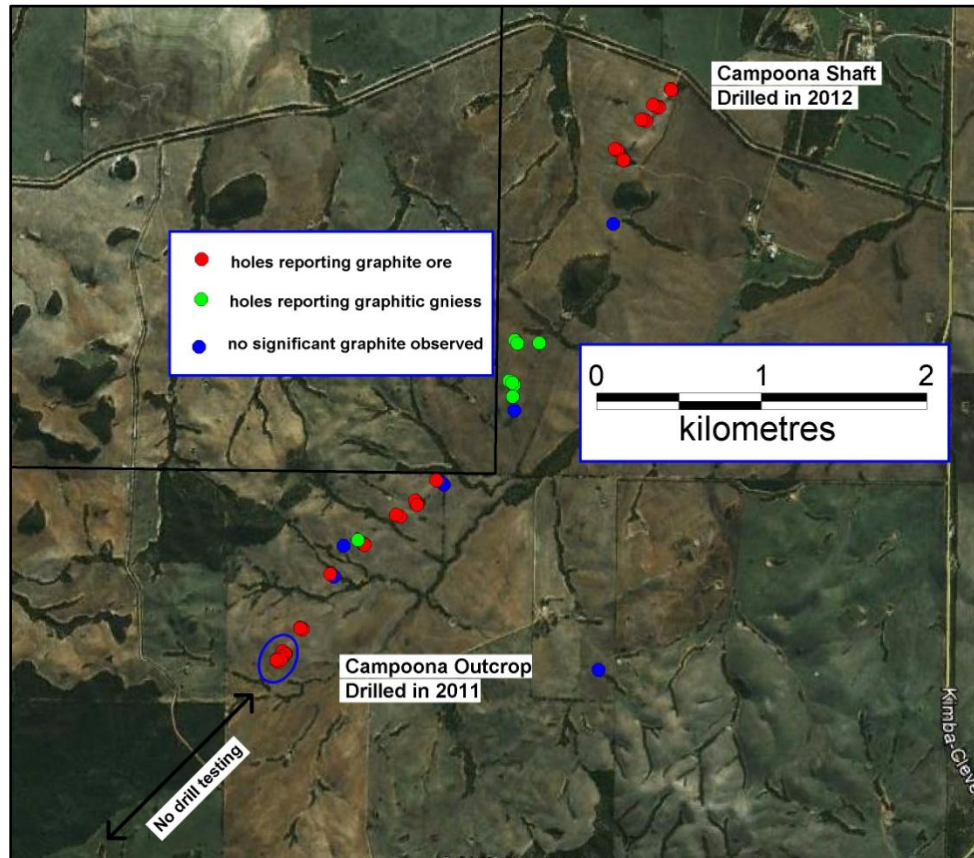 Campoona Shaft
Drilled in 2012
holes reporting graphite ore
holes reporting graphitic gniess
no significant graphite observed
0 1 2
kilometres
Campoona Outcrop
Drilled in 2011
No drill testing
Kimba-Cleve